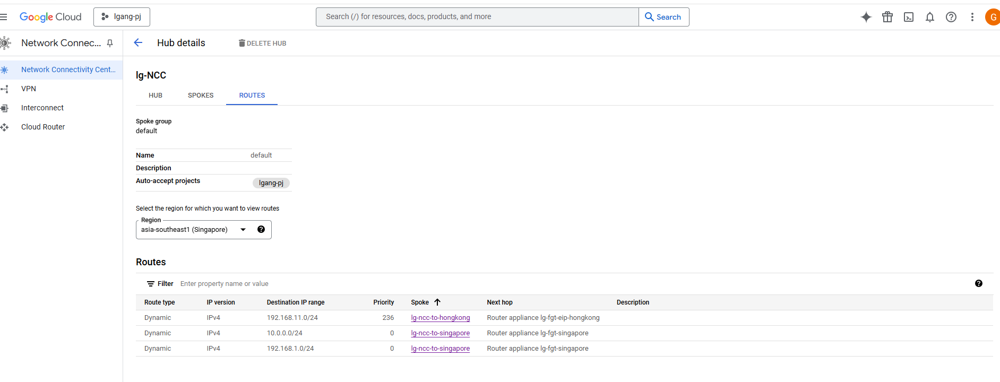 Google Cloud
lgang-pj
Search (/) for resources, docs, products, and more
Search
G
Network Connec...
Hub details
DELETE HUB
Network Connectivity Cent...
VPN
Interconnect
Cloud Router
lg-NCC
HUB SPOKES ROUTES
Spoke group
default
Name default
Description
Auto-accept projects lgang-pj
Select the region for which you want to view routes
Region
asia-southeast1 (Singapore)
Routes
Filter Enter property name or value
Route type IP version Destination IP range Priority Spoke Next hop Description
Dynamic IPv4 192.168.11.0/24 236 lg-ncc-to-hongkong Router appliance lg-fgt-eip-hongkong
Dynamic IPv4 10.0.0.0/24 0 lg-ncc-to-singapore Router appliance lg-fgt-singapore
Dynamic IPv4 192.168.1.0/24 0 lg-ncc-to-singapore Router appliance lg-fgt-singapore